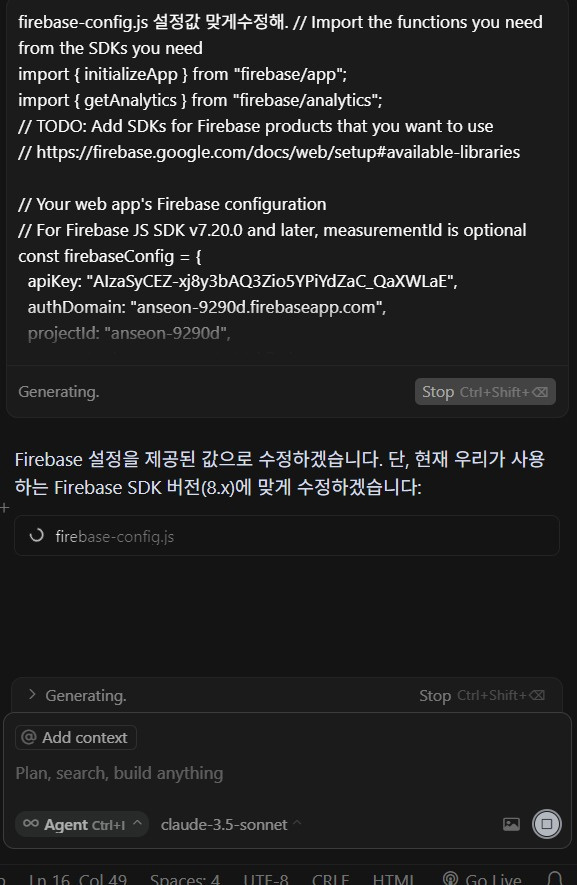 firebase-config.js 설정값 맞게수정해. // Import the functions you need
from the SDKs you need
import { initializeApp } from "firebase/app";
import { getAnalytics } from "firebase/analytics";
// TODO: Add SDKs for Firebase products that you want to use
// https://firebase.google.com/docs/web/setup#available-libraries
// Your web app's Firebase configuration
// For Firebase JS SDK v7.20.0 and later, measurementId is optional
const firebaseConfig = {
apiKey: "AIzaSyCEZ-xj8y3bAQ3Zio5YPiYdZaC_QaXWLaE",
authDomain: "anseon-9290d.firebaseapp.com",
projectId: "anseon-9290d",
Generating.
Stop Ctrl+Shift+⌫
Firebase 설정을 제공된 값으로 수정하겠습니다. 단, 현재 우리가 사용
하는 Firebase SDK 버전(8.x)에 맞게 수정하겠습니다:
firebase-config.js
Generating.
Stop Ctrl+Shift+⌫
@ Add context
Plan, search, build anything
∞ Agent Ctrl+I claude-3.5-sonnet
Ln 16, Col 49 Spaces: 4 UTF-8 CRLF HTML Go Live